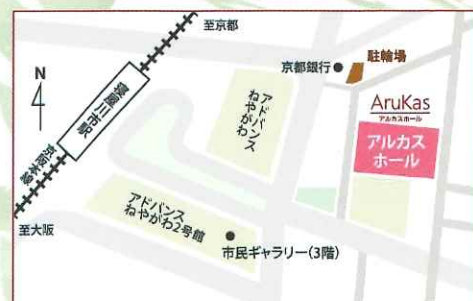 至京都
N
寝屋川市駅
京阪本線
至大阪
アドバンス
ねやがわ
アドバンス
ねやがわ2号館
市民ギャラリー(3階)
京都銀行
駐輪場
AruKas
アルカスホール
アルカス
ホール